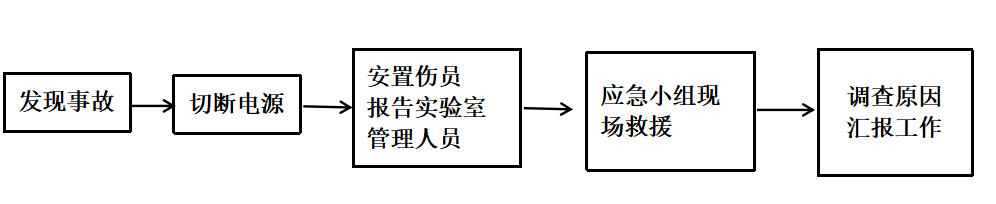 发现事故
切断电源
安置伤员
报告实验室
管理人员
应急小组现
场救援
调查原因
汇报工作